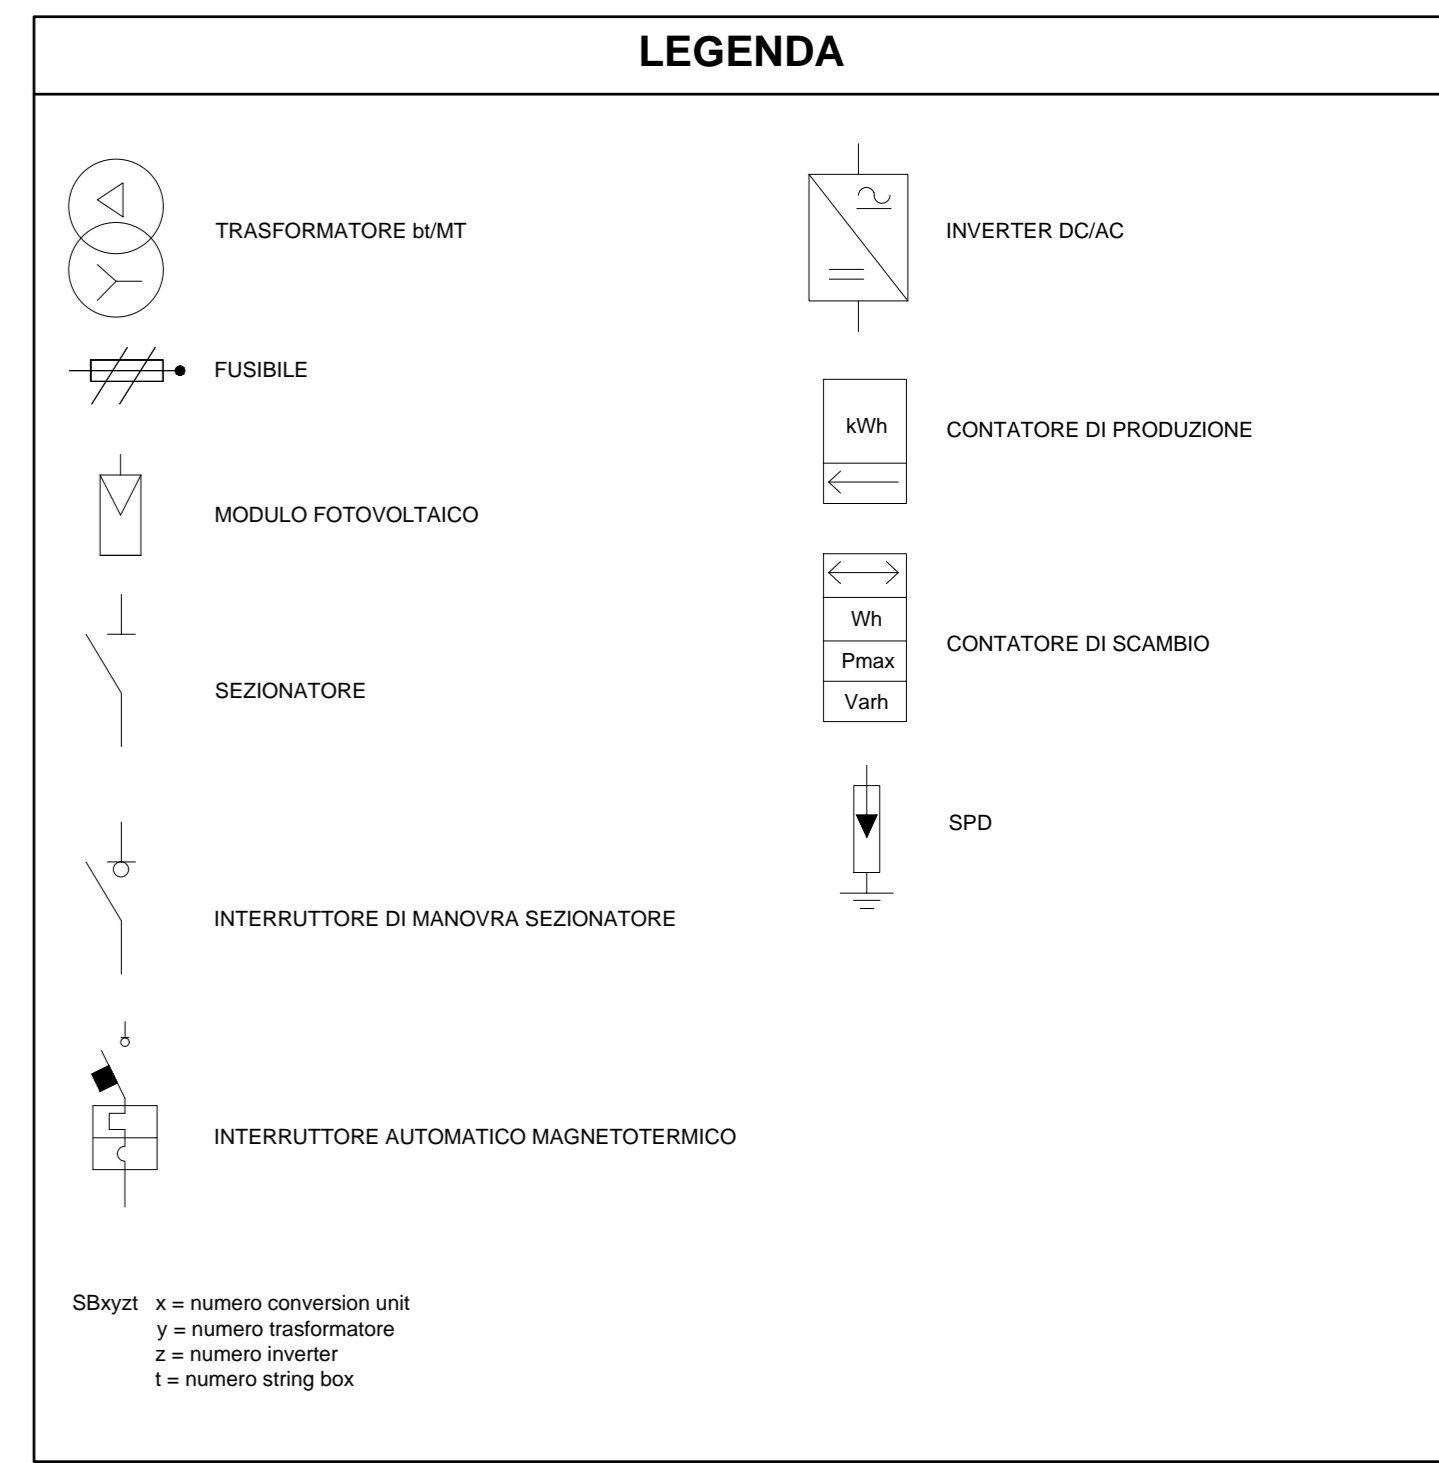 LEGENDA
TRASFORMATORE bt/MT
FUSIBILE
MODULO FOTOVOLTAICO
SEZIONATORE
INTERRUTTORE DI MANOVRA SEZIONATORE
INTERRUTTORE AUTOMATICO MAGNETOTERMICO
SBxyzt x = numero conversion unit
y = numero trasformatore
z = numero inverter
t = numero string box
INVERTER DC/AC
kWh
CONTATORE DI PRODUZIONE
Wh
Pmax
Varh
CONTATORE DI SCAMBIO
SPD